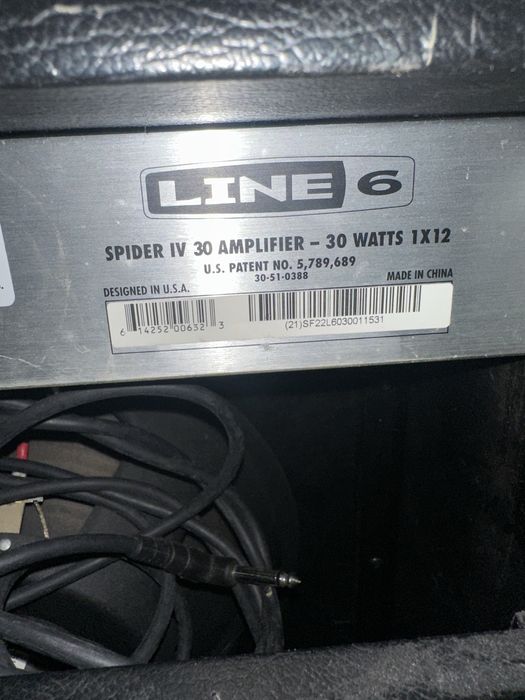 LINE 6
SPIDER IV 30 AMPLIFIER – 30 WATTS 1X12
U.S. PATENT NO. 5,789,689
30-51-0388
DESIGNED IN U.S.A.
MADE IN CHINA
6 14252 00632 3
(21)SF22L6030011531